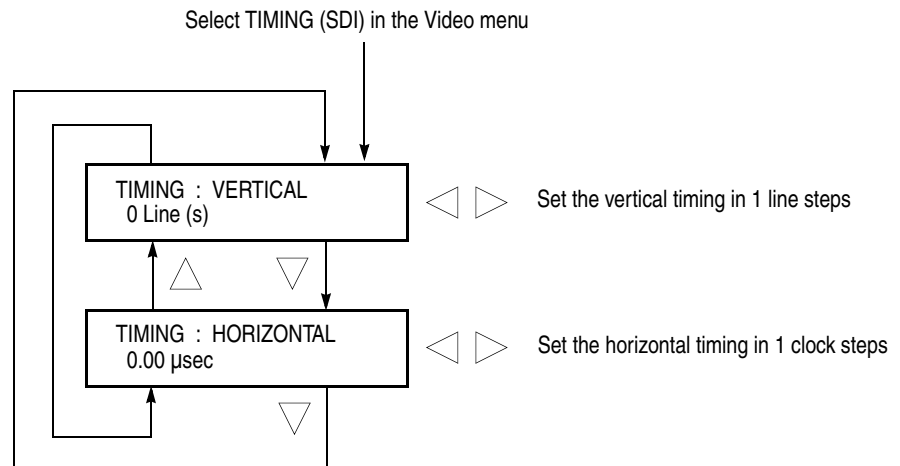 Select TIMING (SDI) in the Video menu
TIMING : VERTICAL
0 Line (s)
Set the vertical timing in 1 line steps
TIMING : HORIZONTAL
0.00 µsec
Set the horizontal timing in 1 clock steps